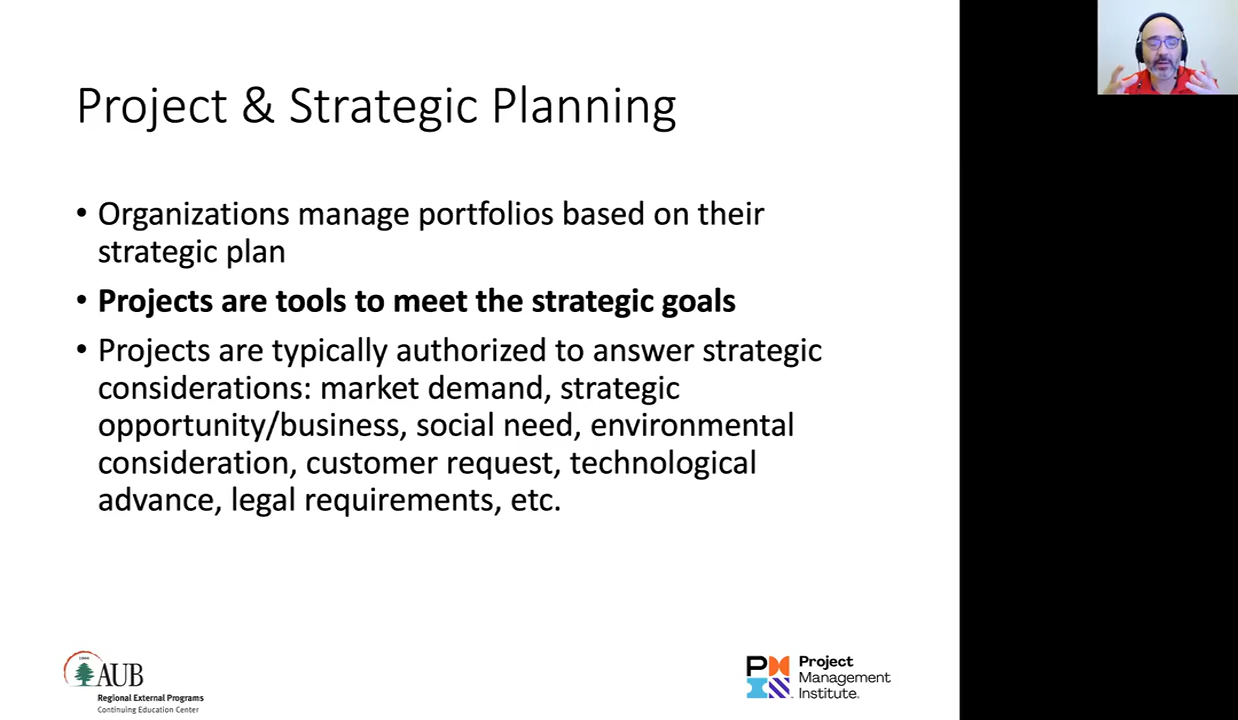 Project & Strategic Planning
• Organizations manage portfolios based on their
strategic plan
• Projects are tools to meet the strategic goals
• Projects are typically authorized to answer strategic
considerations: market demand, strategic
opportunity/business, social need, environmental
consideration, customer request, technological
advance, legal requirements, etc.
AUB
Regional External Programs
Continuing Education Center
PM
Project
Management
Institute.